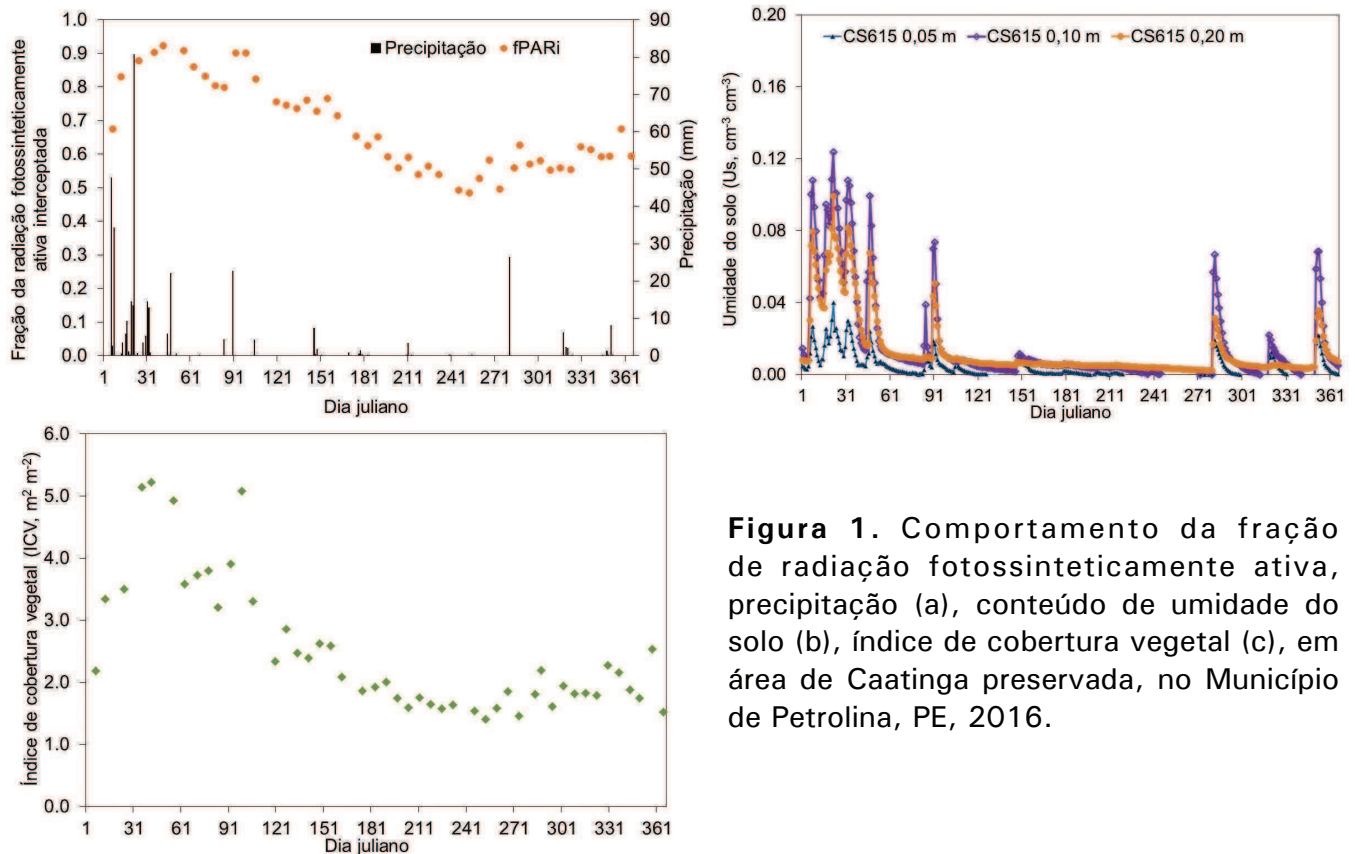 1.0
0.9
0.8
0.7
0.6
0.5
0.4
0.3
0.2
0.1
0.0
Fração da radiação fotossinteticamente
ativa interceptada
Precipitação
fPARi
90
80
70
60
50
40
30
20
10
0
Precipitação (mm)
1 31 61 91 121 151 181 211 241 271 301 331 361
Dia juliano
0.20
0.16
0.12
0.08
0.04
0.00
Umidade do solo (Us, cm³ cm⁻³)
CS615 0,05 m CS615 0,10 m CS615 0,20 m
1 31 61 91 121 151 181 211 241 271 301 331 361
Dia juliano
6.0
5.0
4.0
3.0
2.0
1.0
0.0
Índice de cobertura vegetal (ICV, m² m⁻²)
1 31 61 91 121 151 181 211 241 271 301 331 361
Dia juliano
Figura 1. Comportamento da fração
de radiação fotossinteticamente ativa,
precipitação (a), conteúdo de umidade do
solo (b), índice de cobertura vegetal (c), em
área de Caatinga preservada, no Município
de Petrolina, PE, 2016.